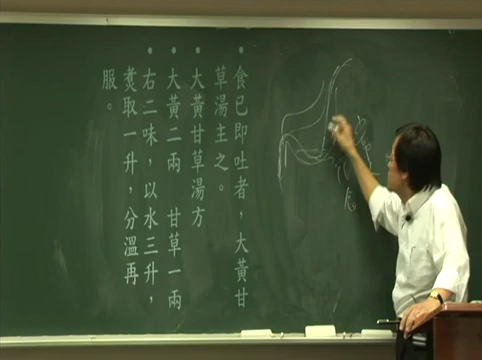 • 食已即吐者，大黃甘
草湯主之。
• 大黃甘草湯方
• 大黃二兩　甘草一兩
• 右二味，以水三升，
煑取一升，分溫再
服。